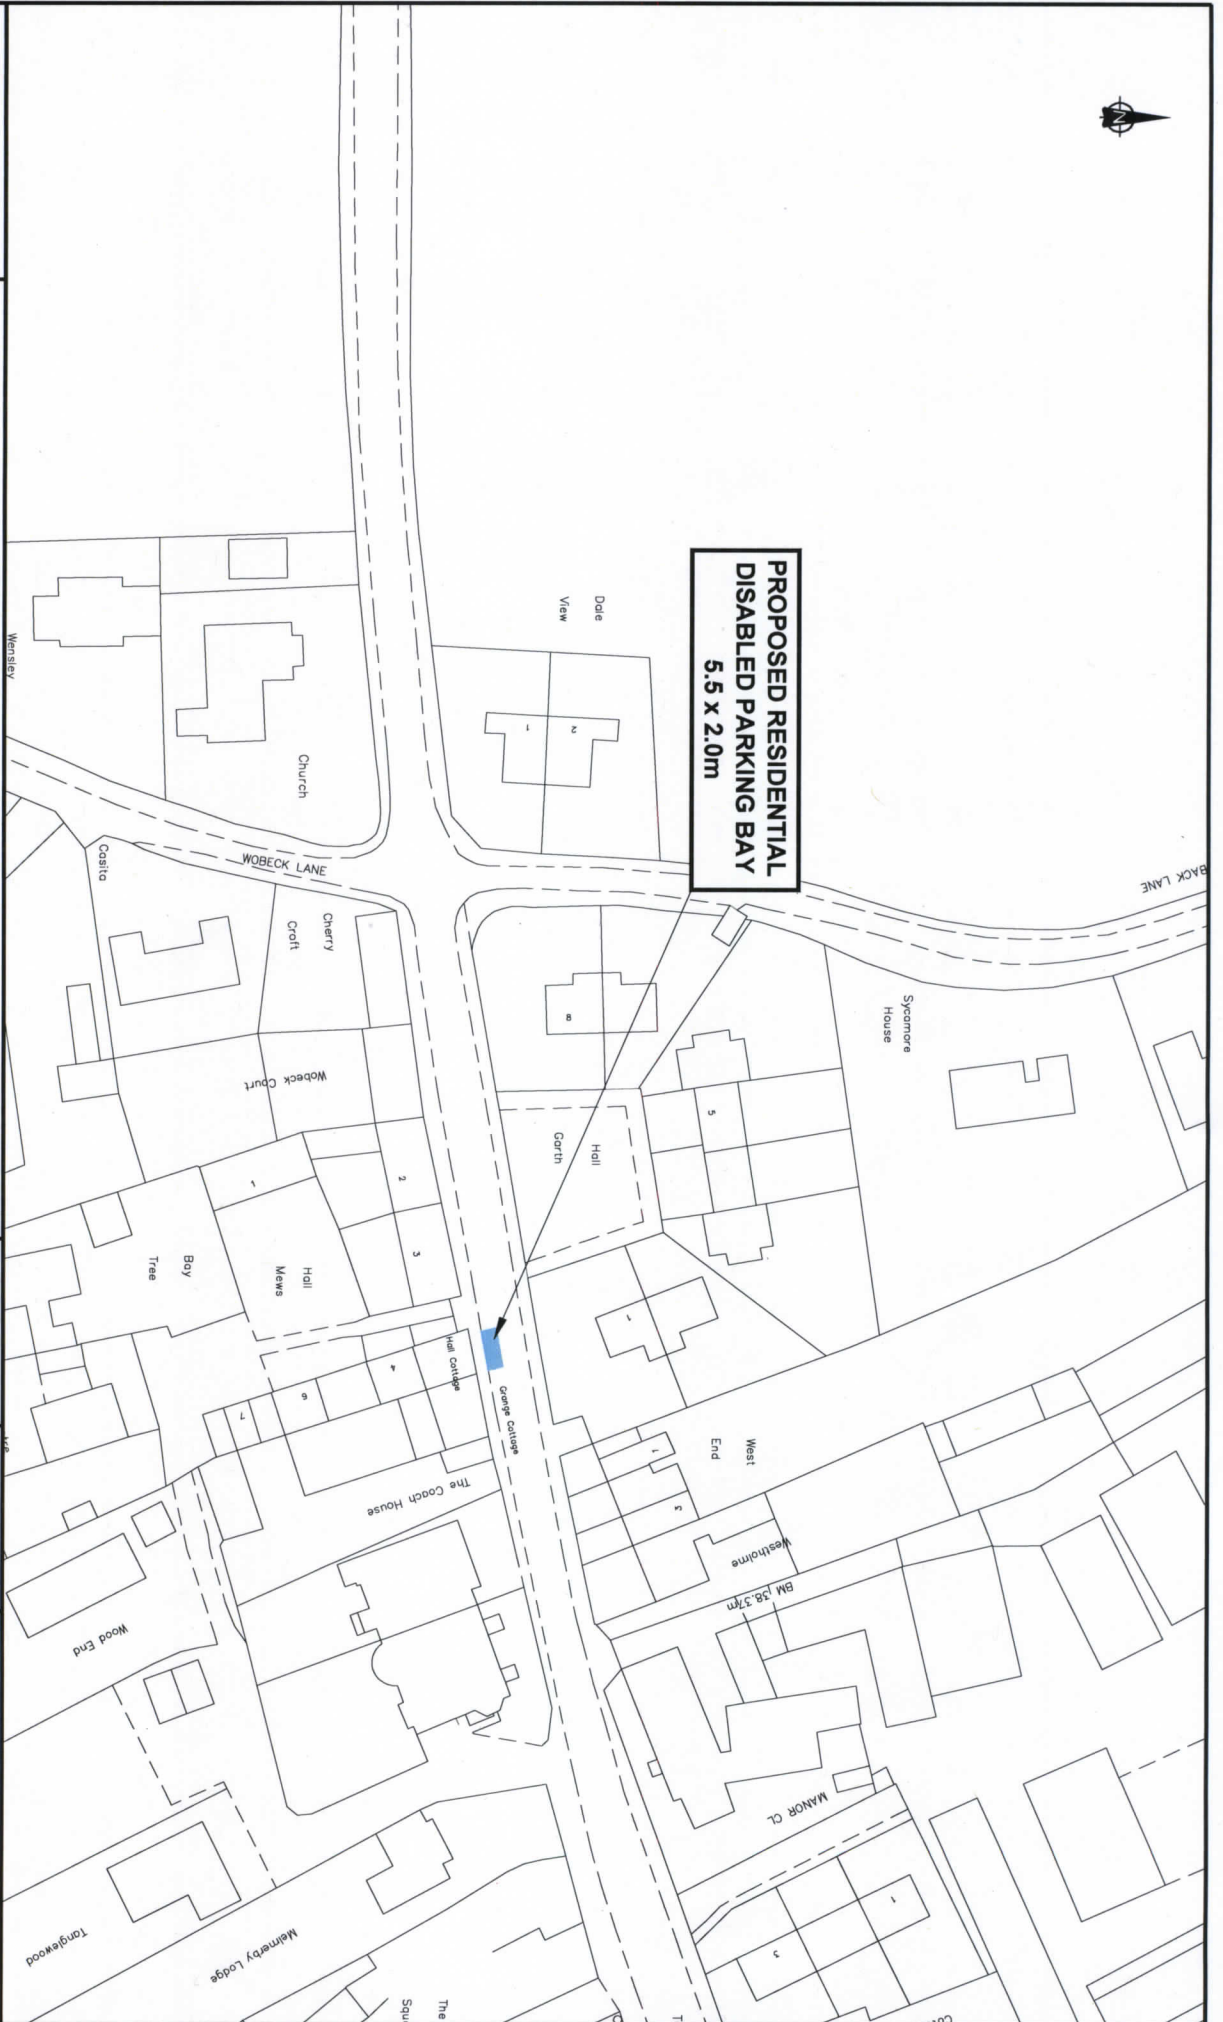 N
BACK LANE
PROPOSED RESIDENTIAL
DISABLED PARKING BAY
5.5 x 2.0m
Dale
View
2
1
Sycamore
House
8
5
Hall
Garth
1
West
End
1
3
Westholme
BM 38.37m
MANOR CL
1
3
Church
Wensley
WOBECK LANE
Casita
Cherry
Croft
Wobeck Court
1
2
3
Bay
Tree
Hall
Mews
Hall Cottage
Grange Cottage
4
6
7
The Coach House
Wood End
Tanglewood
Melmerby Lodge
The
Squ